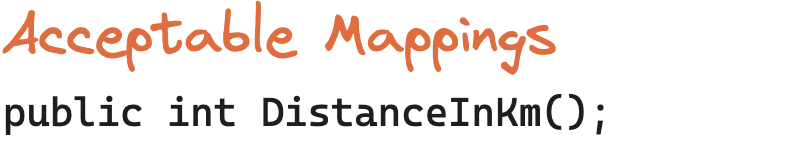 Acceptable Mappings
public int DistanceInKm();